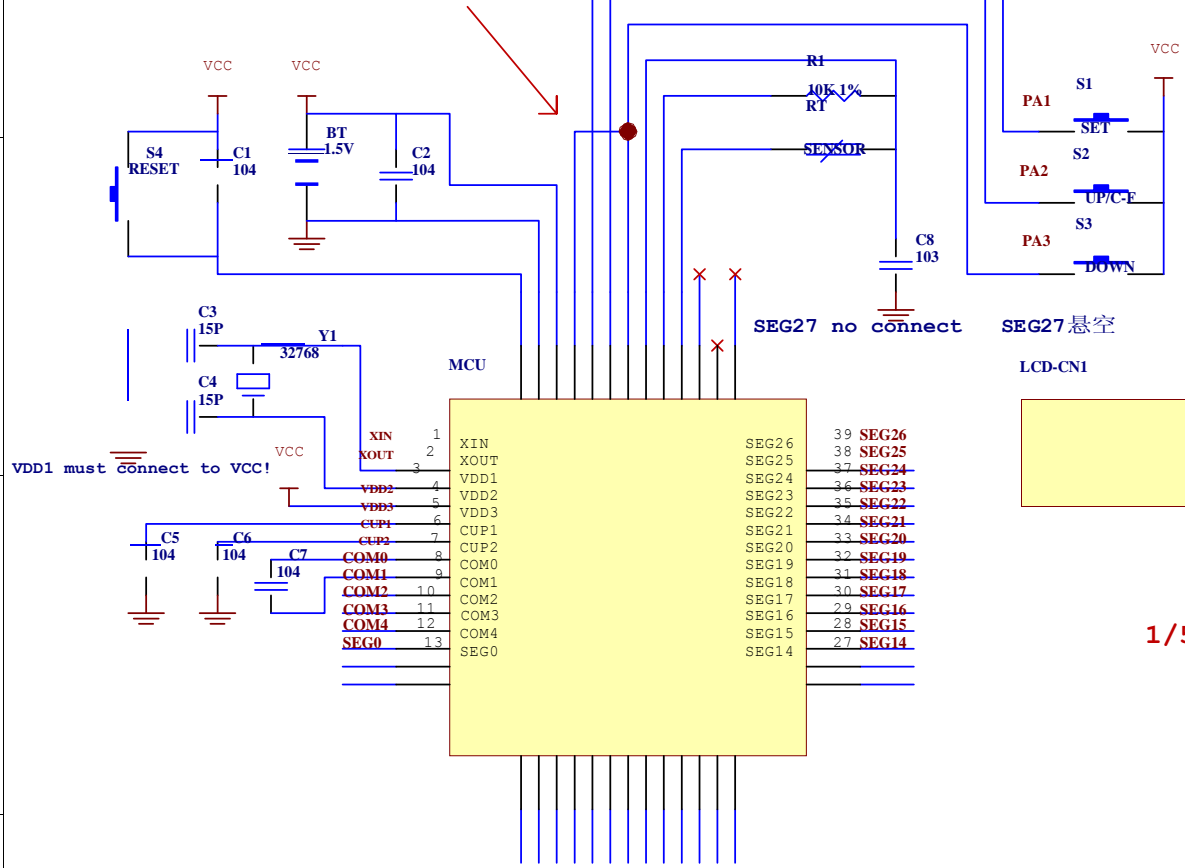 VCC
VCC
VCC
R1
10K 1%
RT
SENSOR
S1
PA1
SET
S2
PA2
UP/C-F
S3
PA3
DOWN
S4
RESET
C1
104
BT
1.5V
C2
104
C8
103
C3
15P
Y1
32768
C4
15P
SEG27 no connect
SEG27悬空
MCU
LCD-CN1
VCC
VDD1 must connect to VCC!
XIN 1 XIN
XOUT 2 XOUT
3 VDD1
VDD2 4 VDD2
VDD3 5 VDD3
CUP1 6 CUP1
CUP2 7 CUP2
COM0 8 COM0
COM1 9 COM1
COM2 10 COM2
COM3 11 COM3
COM4 12 COM4
SEG0 13 SEG0
C5
104
C6
104
C7
104
SEG26 39 SEG26
SEG25 38 SEG25
SEG24 37 SEG24
SEG23 36 SEG23
SEG22 35 SEG22
SEG21 34 SEG21
SEG20 33 SEG20
SEG19 32 SEG19
SEG18 31 SEG18
SEG17 30 SEG17
SEG16 29 SEG16
SEG15 28 SEG15
SEG14 27 SEG14